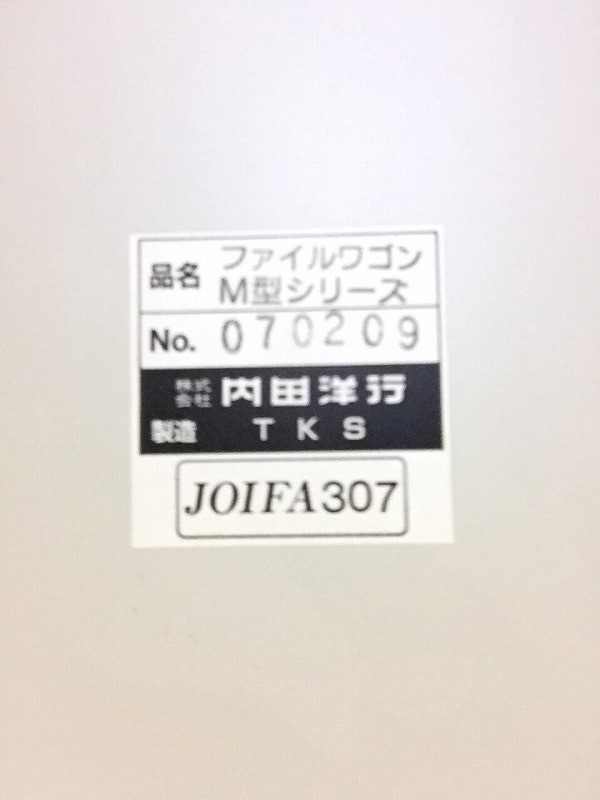 品名 ファイルワゴン
M型シリーズ
No. 070209
株式会社 内田洋行
製造 TKS
JOIFA307